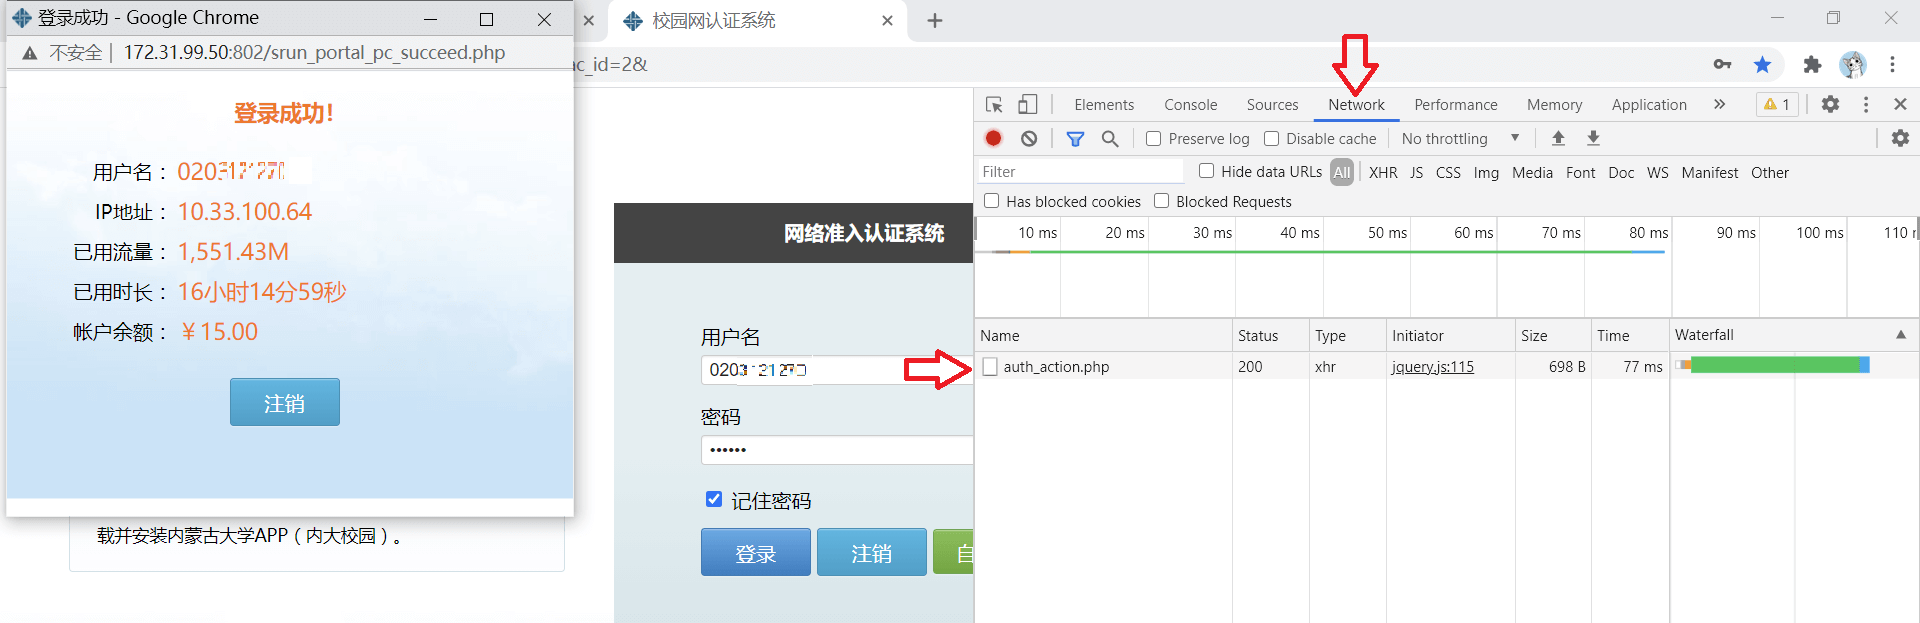 登录成功 - Google Chrome
不安全 | 172.31.99.50:802/srun_portal_pc_succeed.php
登录成功！
用户名：
IP地址： 10.33.100.64
已用流量： 1,551.43M
已用时长： 16小时14分59秒
帐户余额： ￥15.00
注销
载并安装内蒙古大学APP（内大校园）。
校园网认证系统
ac_id=2&
网络准入认证系统
用户名
密码
••••••
记住密码
登录 注销 自
Elements Console Sources Network Performance Memory Application » 1
Preserve log Disable cache No throttling
Filter Hide data URLs All XHR JS CSS Img Media Font Doc WS Manifest Other
Has blocked cookies Blocked Requests
10 ms 20 ms 30 ms 40 ms 50 ms 60 ms 70 ms 80 ms 90 ms 100 ms 110
Name Status Type Initiator Size Time Waterfall
auth_action.php 200 xhr jquery.js:115 698 B 77 ms